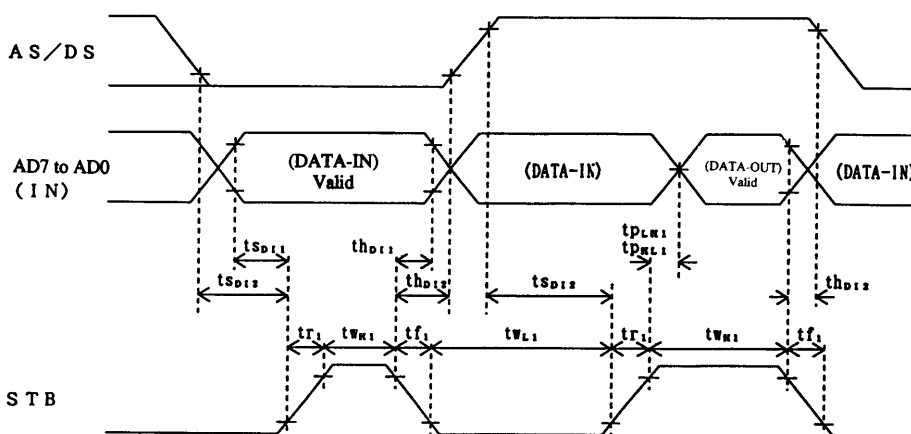 AS/DS
AD7 to AD0
(IN)
(DATA-IN)
Valid
(DATA-IN)
(DATA-OUT)
Valid
(DATA-IN)
tpLH1
tpHL1
tsDI1
thDI1
tsDI2
thDI2
tsDI2
thDI2
tr1
twH1
tf1
twL1
tr1
twH1
tf1
STB